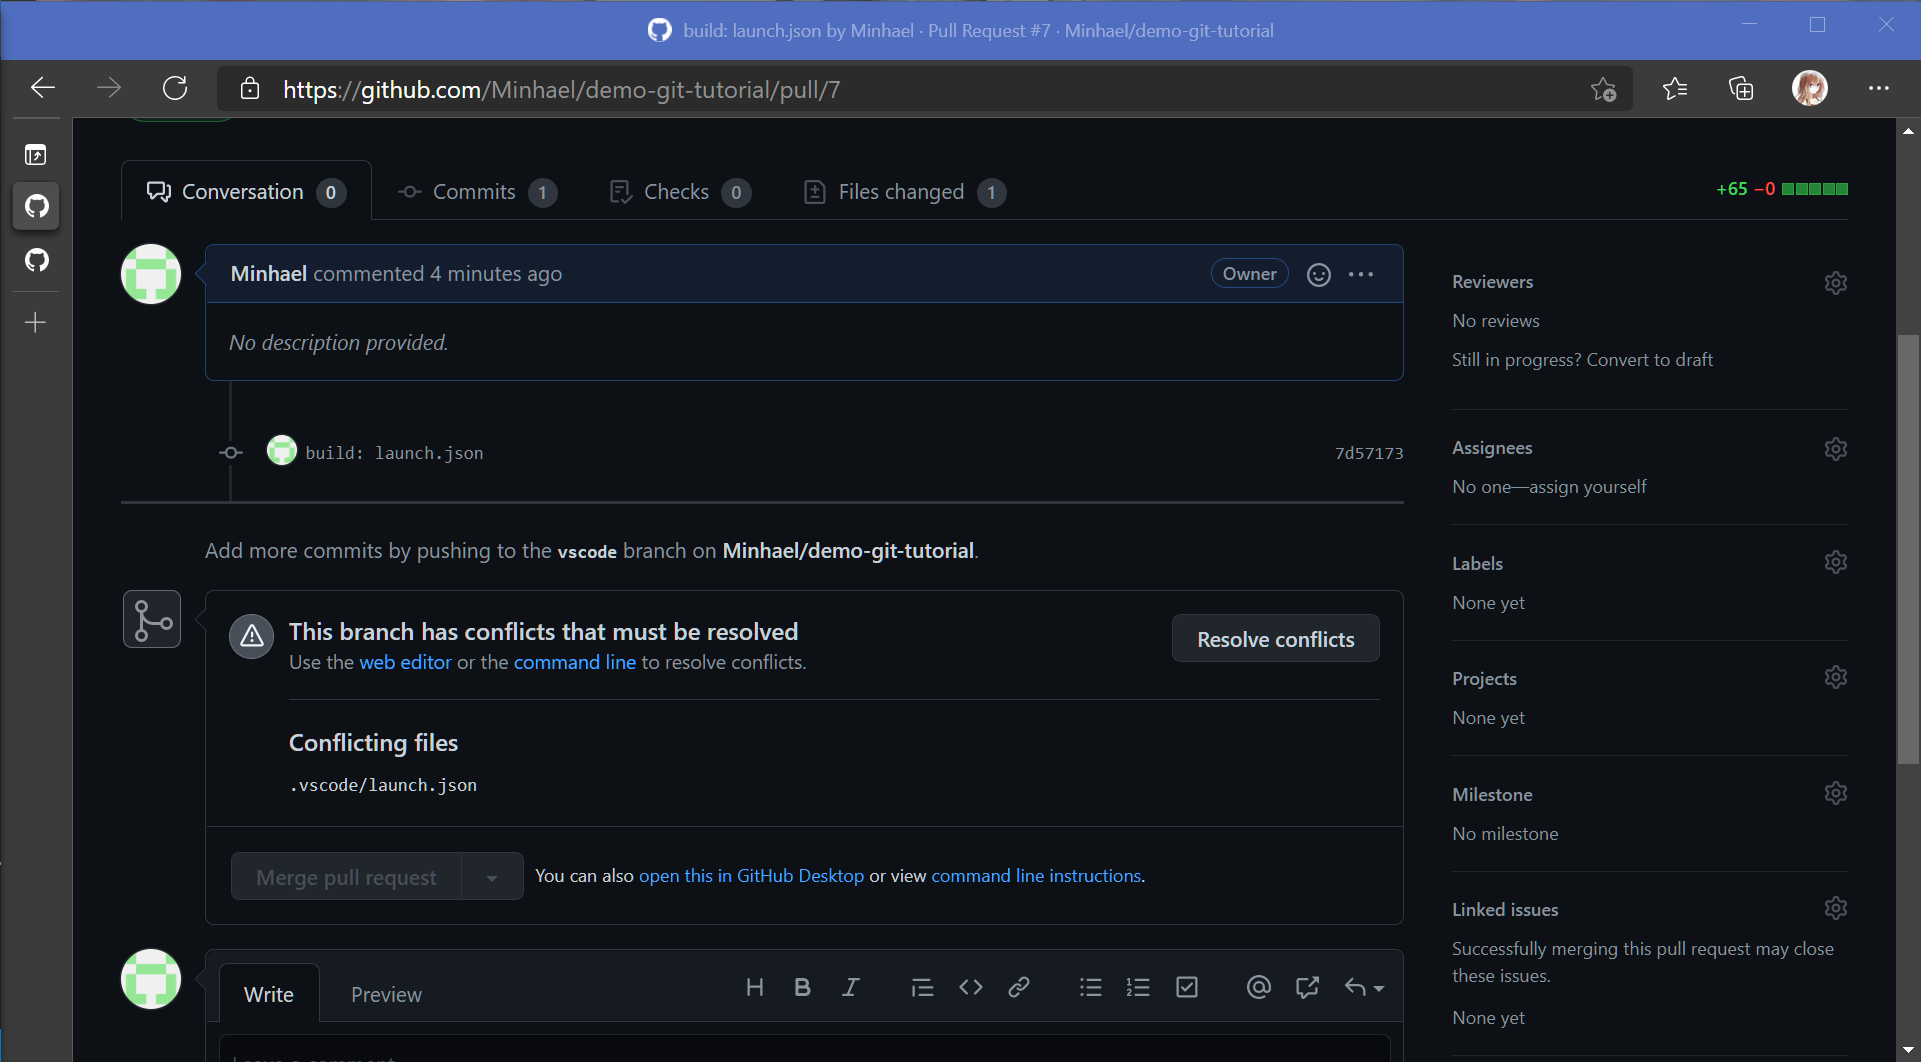 build: launch.json by Minhael · Pull Request #7 · Minhael/demo-git-tutorial
https://github.com/Minhael/demo-git-tutorial/pull/7
Conversation 0
Commits 1
Checks 0
Files changed 1
+65 −0
Minhael commented 4 minutes ago
Owner
No description provided.
build: launch.json
7d57173
Add more commits by pushing to the vscode branch on Minhael/demo-git-tutorial.
This branch has conflicts that must be resolved
Use the web editor or the command line to resolve conflicts.
Resolve conflicts
Conflicting files
.vscode/launch.json
Merge pull request
You can also open this in GitHub Desktop or view command line instructions.
Write
Preview
Leave a comment
Reviewers
No reviews
Still in progress? Convert to draft
Assignees
No one—assign yourself
Labels
None yet
Projects
None yet
Milestone
No milestone
Linked issues
Successfully merging this pull request may close
these issues.
None yet